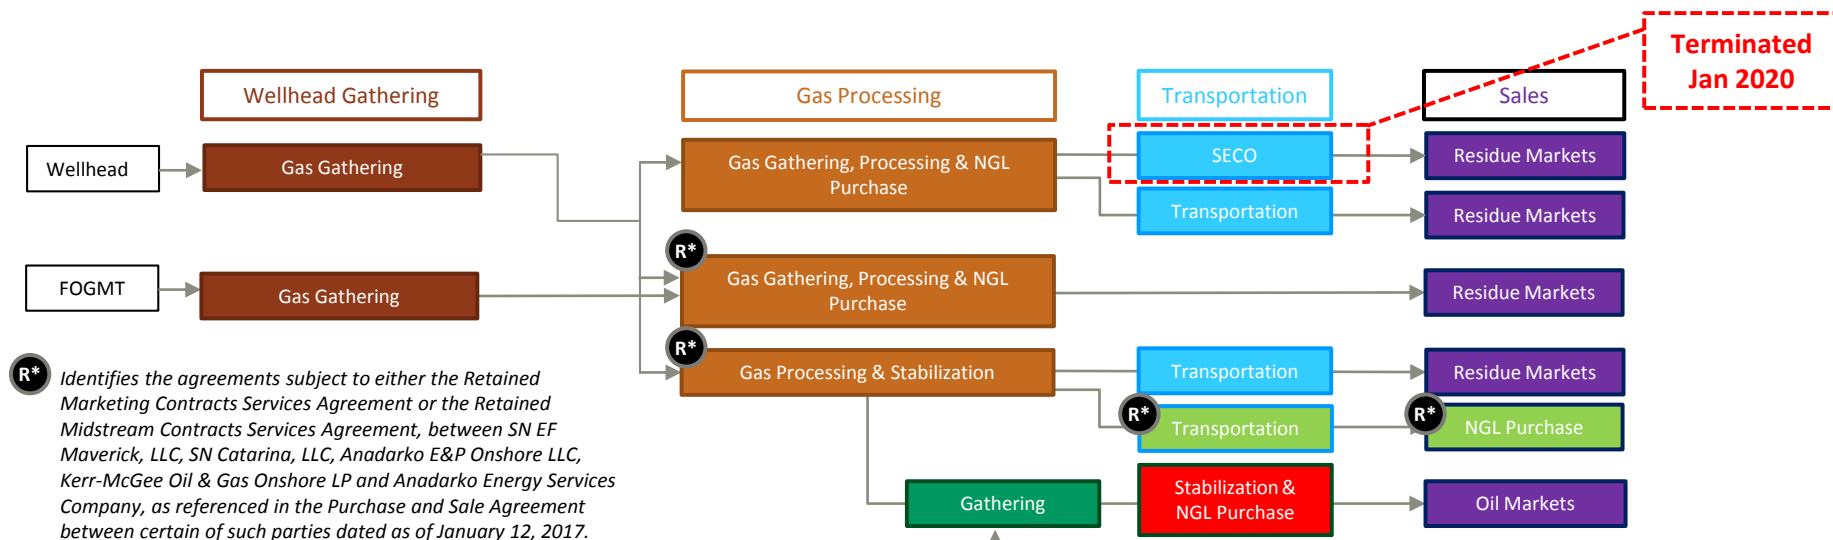 Terminated
Jan 2020
Wellhead Gathering
Gas Processing
Transportation
Sales
Wellhead
Gas Gathering
Gas Gathering, Processing & NGL
Purchase
SECO
Residue Markets
Transportation
Residue Markets
R*
FOGMT
Gas Gathering
Gas Gathering, Processing & NGL
Purchase
Residue Markets
R*
Gas Processing & Stabilization
Transportation
Residue Markets
R*
Transportation
R*
NGL Purchase
Gathering
Stabilization &
NGL Purchase
Oil Markets
R*
Identifies the agreements subject to either the Retained
Marketing Contracts Services Agreement or the Retained
Midstream Contracts Services Agreement, between SN EF
Maverick, LLC, SN Catarina, LLC, Anadarko E&P Onshore LLC,
Kerr-McGee Oil & Gas Onshore LP and Anadarko Energy Services
Company, as referenced in the Purchase and Sale Agreement
between certain of such parties dated as of January 12, 2017.